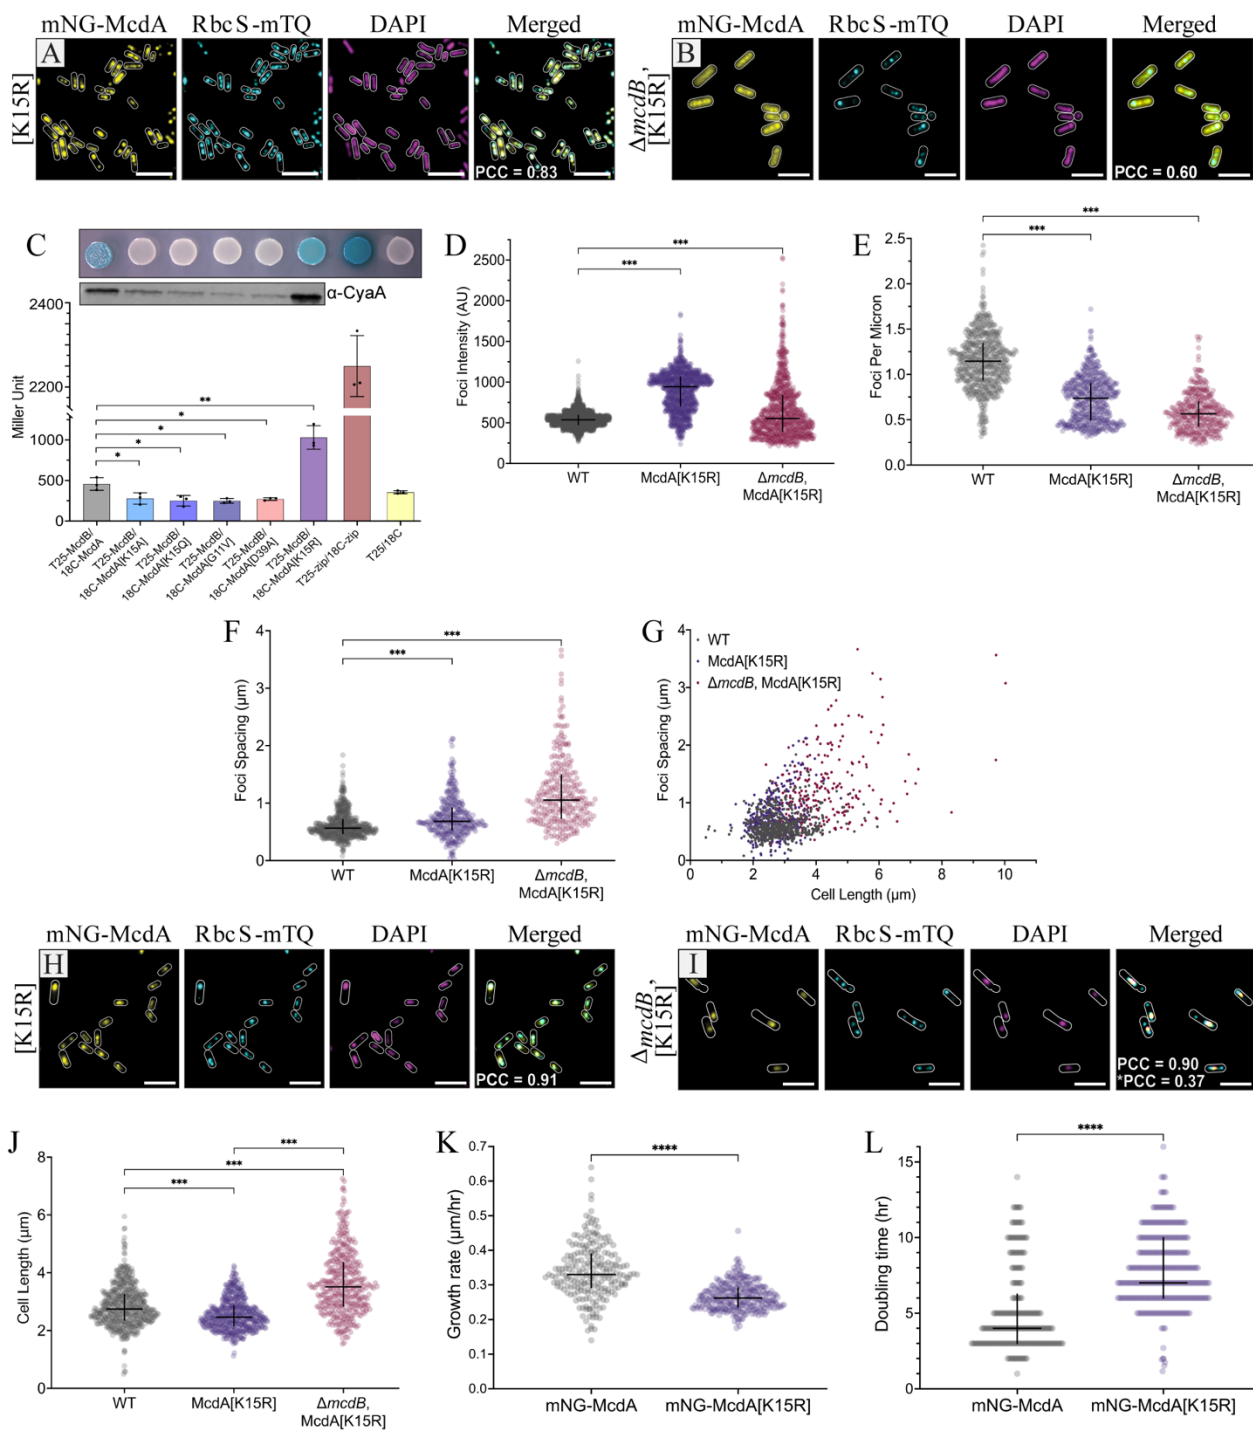 mNG-McdA RbcS-mTQ DAPI Merged
mNG-McdA RbcS-mTQ DAPI Merged
A
[K15R]
PCC = 0.83
B
ΔmcdB,
[K15R]
PCC = 0.60
C
α-CyaA
Miller Unit
2400
2200
1000
500
0
**
*
*
*
*
T25-McdB/
18C-McdA
T25-McdB/
18C-McdA[K15A]
T25-McdB/
18C-McdA[K15Q]
T25-McdB/
18C-McdA[G11V]
T25-McdB/
18C-McdA[D39A]
T25-McdB/
18C-McdA[K15R]
T25-zip/18C-zip
T25/18C
D
Foci Intensity (AU)
2500
2000
1500
1000
500
0
***
***
WT
McdA[K15R]
ΔmcdB,
McdA[K15R]
E
Foci Per Micron
2.5
2.0
1.5
1.0
0.5
0.0
***
***
WT
McdA[K15R]
ΔmcdB,
McdA[K15R]
F
Foci Spacing (µm)
4
3
2
1
0
***
***
WT
McdA[K15R]
ΔmcdB,
McdA[K15R]
G
Foci Spacing (µm)
4
3
2
1
0
WT
McdA[K15R]
ΔmcdB, McdA[K15R]
0 2 4 6 8 10
Cell Length (µm)
mNG-McdA RbcS-mTQ DAPI Merged
mNG-McdA RbcS-mTQ DAPI Merged
H
[K15R]
PCC = 0.91
I
ΔmcdB,
[K15R]
PCC = 0.90
*PCC = 0.37
J
Cell Length (µm)
8
6
4
2
0
***
***
***
WT
McdA[K15R]
ΔmcdB,
McdA[K15R]
K
Growth rate (µm/hr)
0.7
0.6
0.5
0.4
0.3
0.2
0.1
0.0
****
mNG-McdA
mNG-McdA[K15R]
L
Doubling time (hr)
15
10
5
0
****
mNG-McdA
mNG-McdA[K15R]